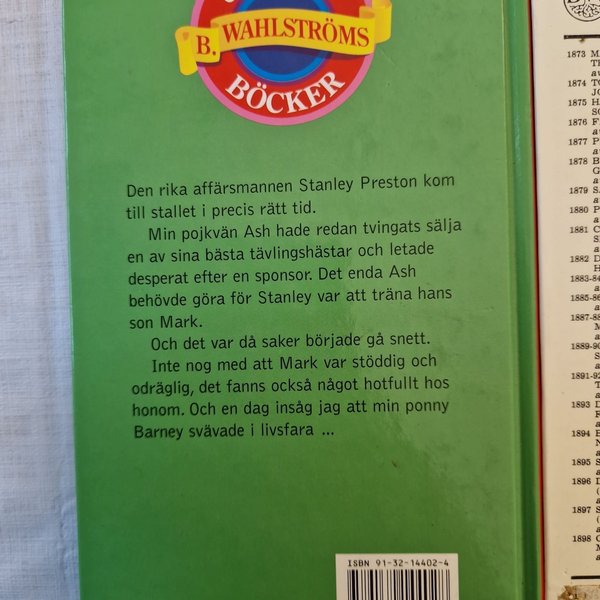 B. WAHLSTRÖMS
BÖCKER
Den rika affärsmannen Stanley Preston kom
till stallet i precis rätt tid.
Min pojkvän Ash hade redan tvingats sälja
en av sina bästa tävlingshästar och letade
desperat efter en sponsor. Det enda Ash
behövde göra för Stanley var att träna hans
son Mark.
Och det var då saker började gå snett.
Inte nog med att Mark var stöddig och
odräglig, det fanns också något hotfullt hos
honom. Och en dag insåg jag att min ponny
Barney svävade i livsfara ...
ISBN 91-32-14402-4
1873
1874
1875
1876
1877
1878
1879
1880
1881
1882
1883-84
1885-86
1887-88
1889-90
1891-92
1893
1894
1895
1896
1897
1898